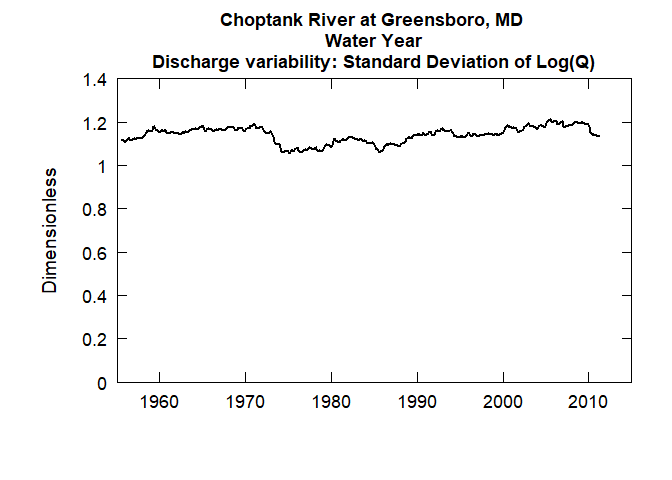 Choptank River at Greensboro, MD
Water Year
Discharge variability: Standard Deviation of Log(Q)
1.4
1.2
1
0.8
0.6
0.4
0.2
0
Dimensionless
1960 1970 1980 1990 2000 2010